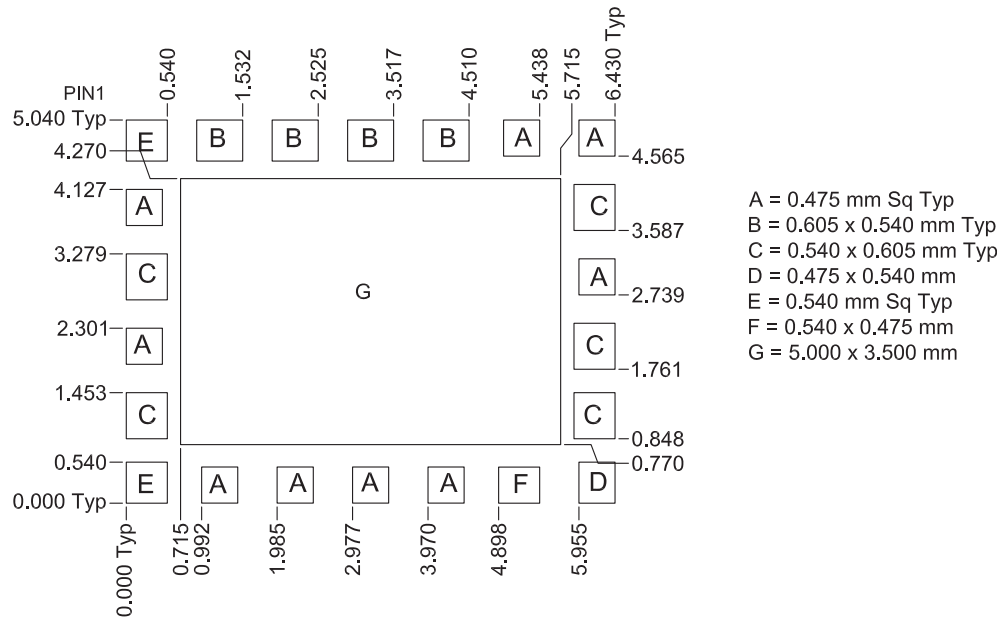 0.540
1.532
2.525
3.517
4.510
5.438
5.715
6.430 Typ
PIN1
5.040 Typ
E
B
B
B
B
A
A
4.270
4.565
4.127
A
C
3.587
3.279
C
G
A
2.739
2.301
A
C
1.761
1.453
C
C
0.848
0.770
0.540
E
A
A
A
A
F
D
0.000 Typ
0.000 Typ
0.715
0.992
1.985
2.977
3.970
4.898
5.955
A = 0.475 mm Sq Typ
B = 0.605 x 0.540 mm Typ
C = 0.540 x 0.605 mm Typ
D = 0.475 x 0.540 mm
E = 0.540 mm Sq Typ
F = 0.540 x 0.475 mm
G = 5.000 x 3.500 mm